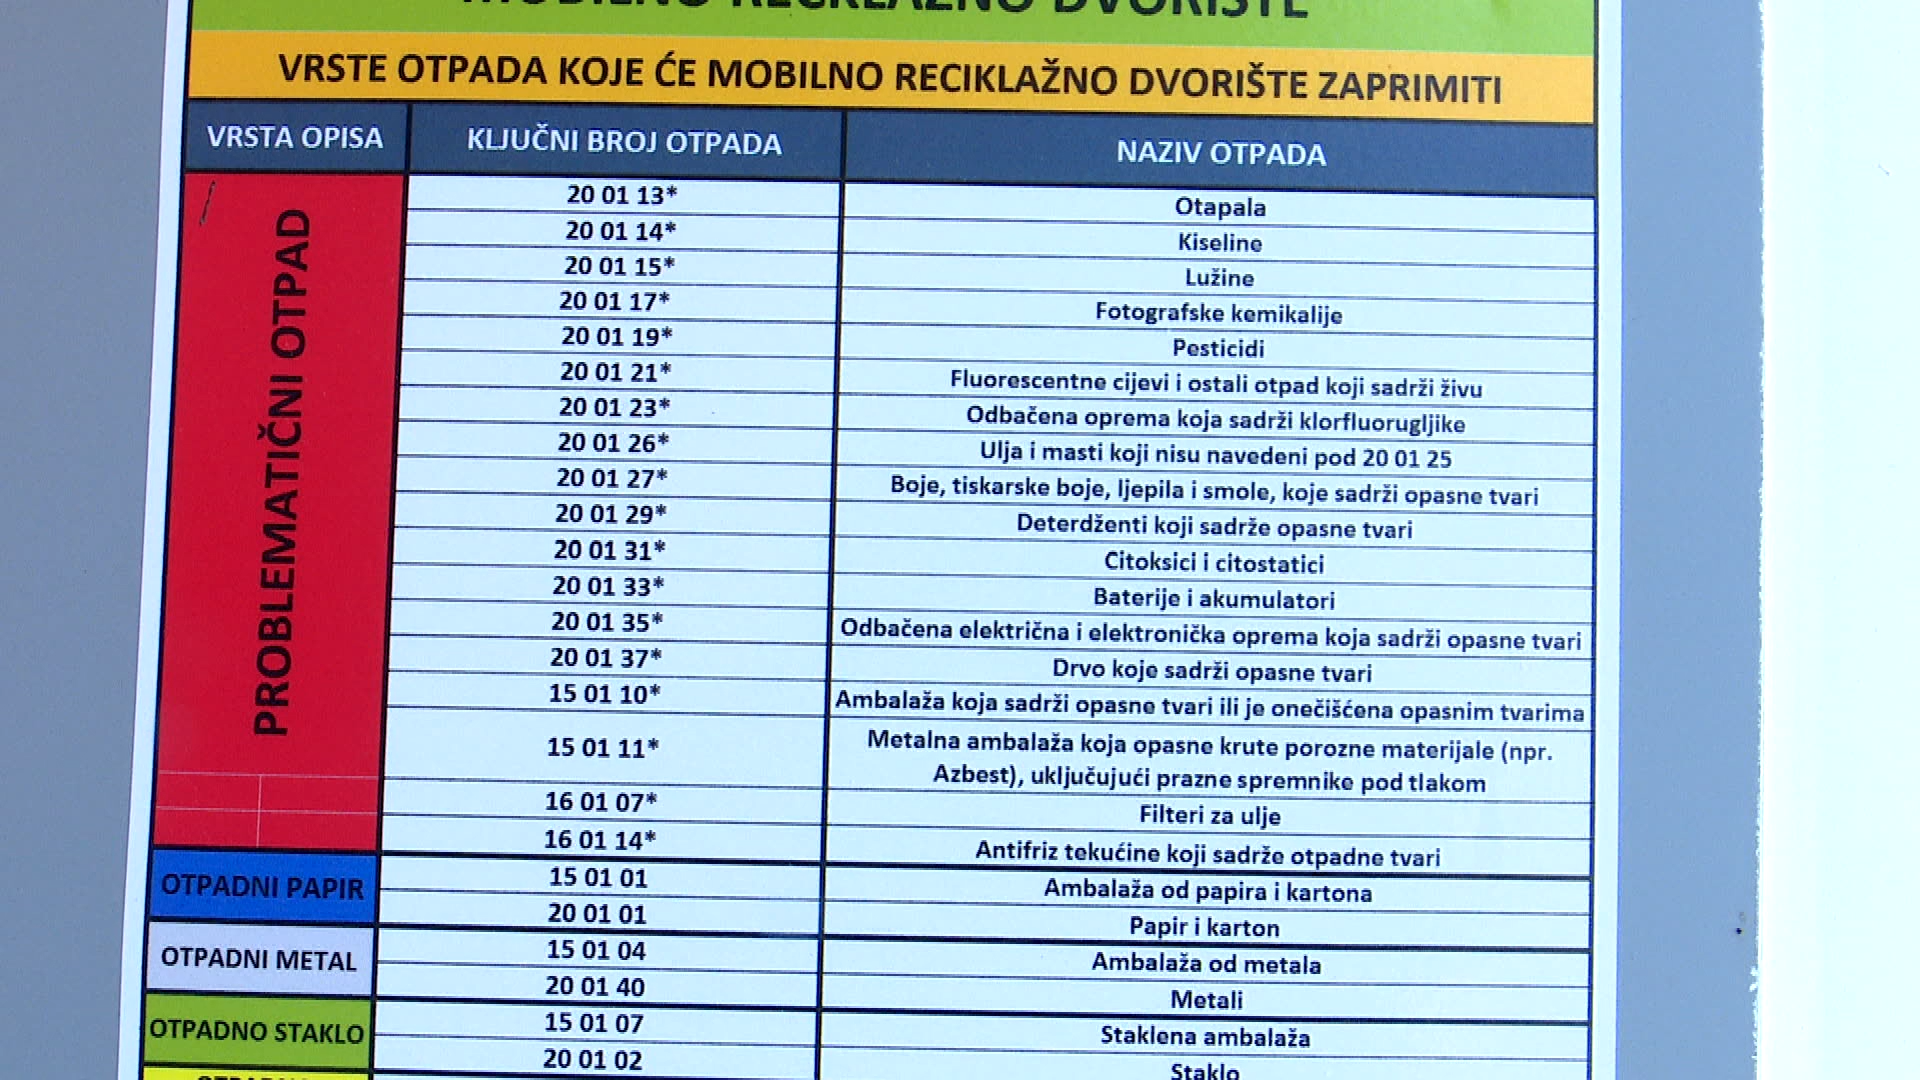 MOBILNO RECIKLAŽNO DVORIŠTE
VRSTE OTPADA KOJE ĆE MOBILNO RECIKLAŽNO DVORIŠTE ZAPRIMITI
VRSTA OPISA KLJUČNI BROJ OTPADA NAZIV OTPADA
PROBLEMATIČNI OTPAD
20 01 13* Otapala
20 01 14* Kiseline
20 01 15* Lužine
20 01 17* Fotografske kemikalije
20 01 19* Pesticidi
20 01 21* Fluorescentne cijevi i ostali otpad koji sadrži živu
20 01 23* Odbačena oprema koja sadrži klorfluorugljike
20 01 26* Ulja i masti koji nisu navedeni pod 20 01 25
20 01 27* Boje, tiskarske boje, ljepila i smole, koje sadrži opasne tvari
20 01 29* Deterdženti koji sadrže opasne tvari
20 01 31* Citoksici i citostatici
20 01 33* Baterije i akumulatori
20 01 35* Odbačena električna i elektronička oprema koja sadrži opasne tvari
20 01 37* Drvo koje sadrži opasne tvari
15 01 10* Ambalaža koja sadrži opasne tvari ili je onečišćena opasnim tvarima
15 01 11* Metalna ambalaža koja opasne krute porozne materijale (npr.
Azbest), uključujući prazne spremnike pod tlakom
16 01 07* Filteri za ulje
16 01 14* Antifriz tekućine koji sadrže otpadne tvari
OTPADNI PAPIR
15 01 01 Ambalaža od papira i kartona
20 01 01 Papir i karton
OTPADNI METAL
15 01 04 Ambalaža od metala
20 01 40 Metali
OTPADNO STAKLO
15 01 07 Staklena ambalaža
20 01 02 Staklo